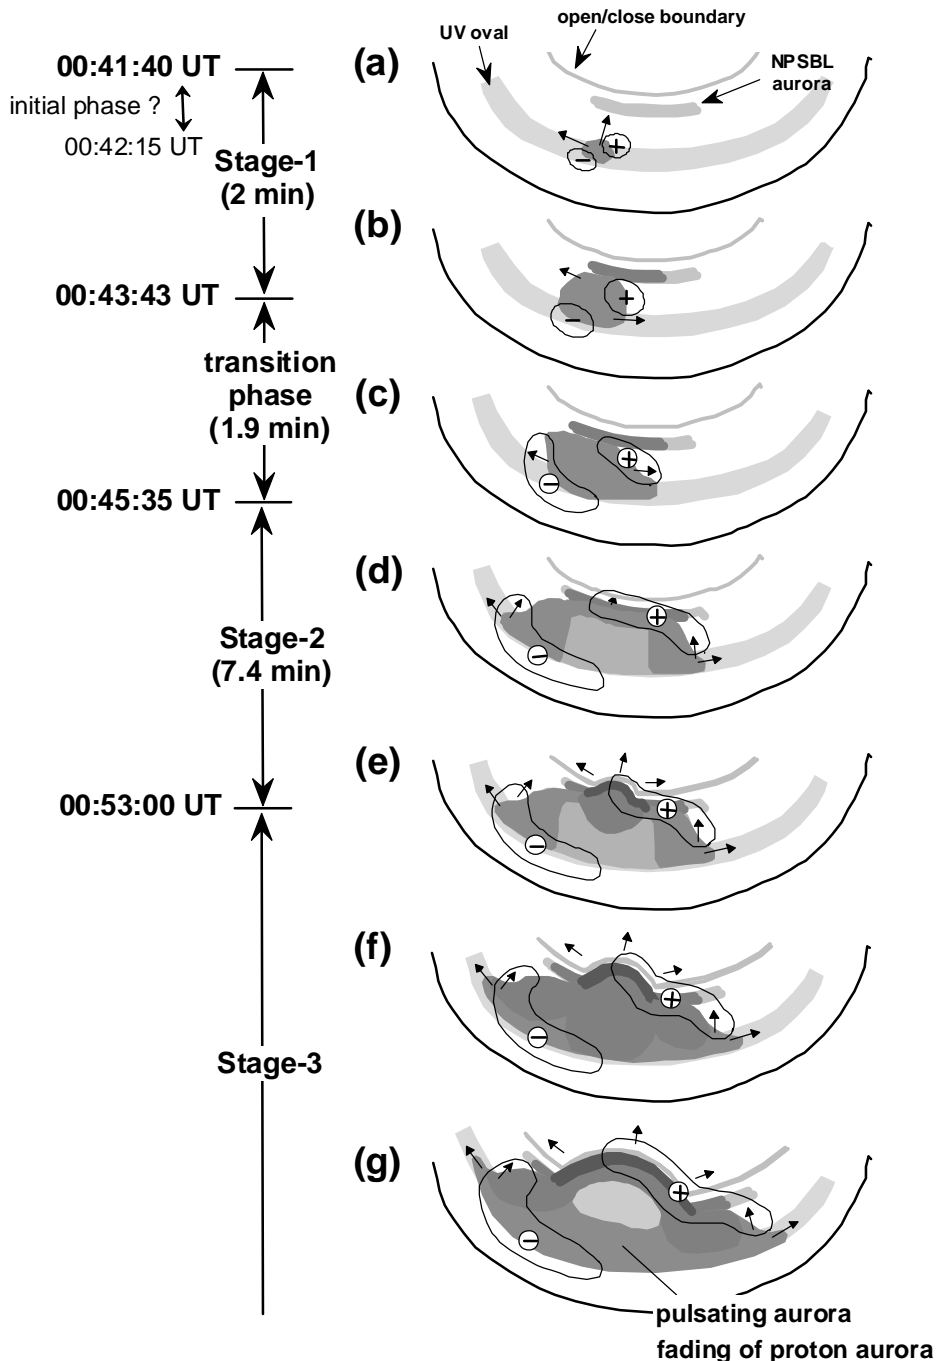 (a)
UV oval
open/close boundary
NPSBL
aurora
00:41:40 UT
initial phase ?
00:42:15 UT
Stage-1
(2 min)
+
−
(b)
00:43:43 UT
+
−
transition
phase
(1.9 min)
(c)
+
−
00:45:35 UT
(d)
+
−
Stage-2
(7.4 min)
(e)
00:53:00 UT
+
−
(f)
+
−
Stage-3
(g)
+
−
pulsating aurora
fading of proton aurora